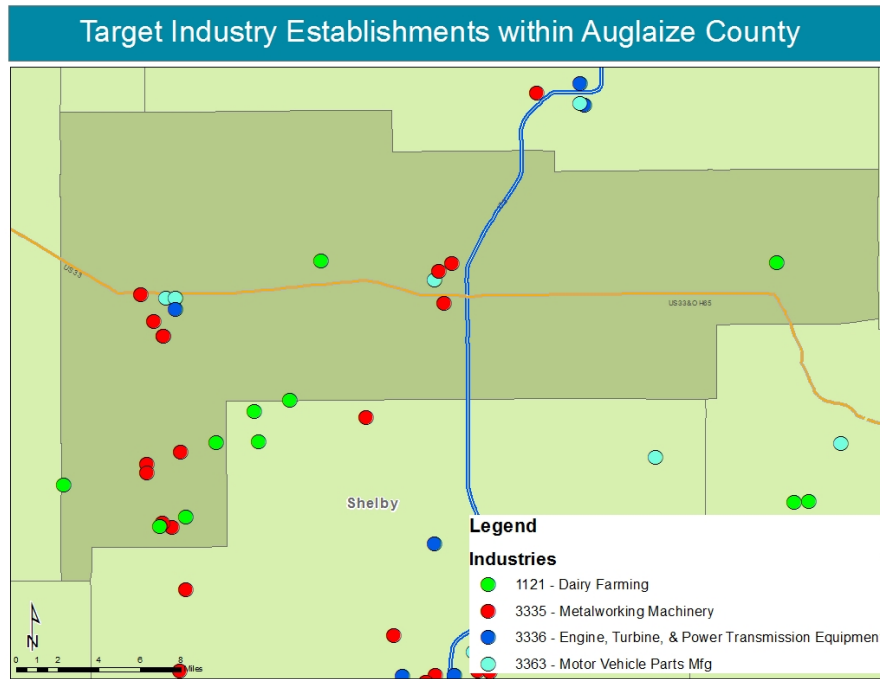 Target Industry Establishments within Auglaize County
US33
US33&OH65
Shelby
Legend
Industries
1121 - Dairy Farming
3335 - Metalworking Machinery
3336 - Engine, Turbine, & Power Transmission Equipmen
3363 - Motor Vehicle Parts Mfg
N
0 1 2 4 6 8
Miles